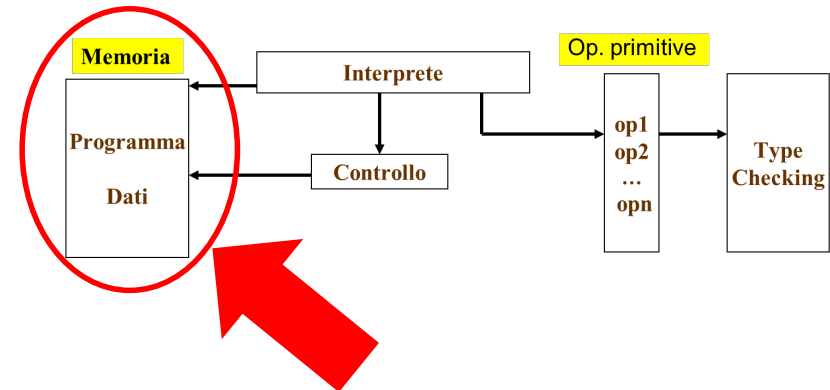 Memoria
Programma
Dati
Interprete
Controllo
Op. primitive
op1
op2
...
opn
Type
Checking